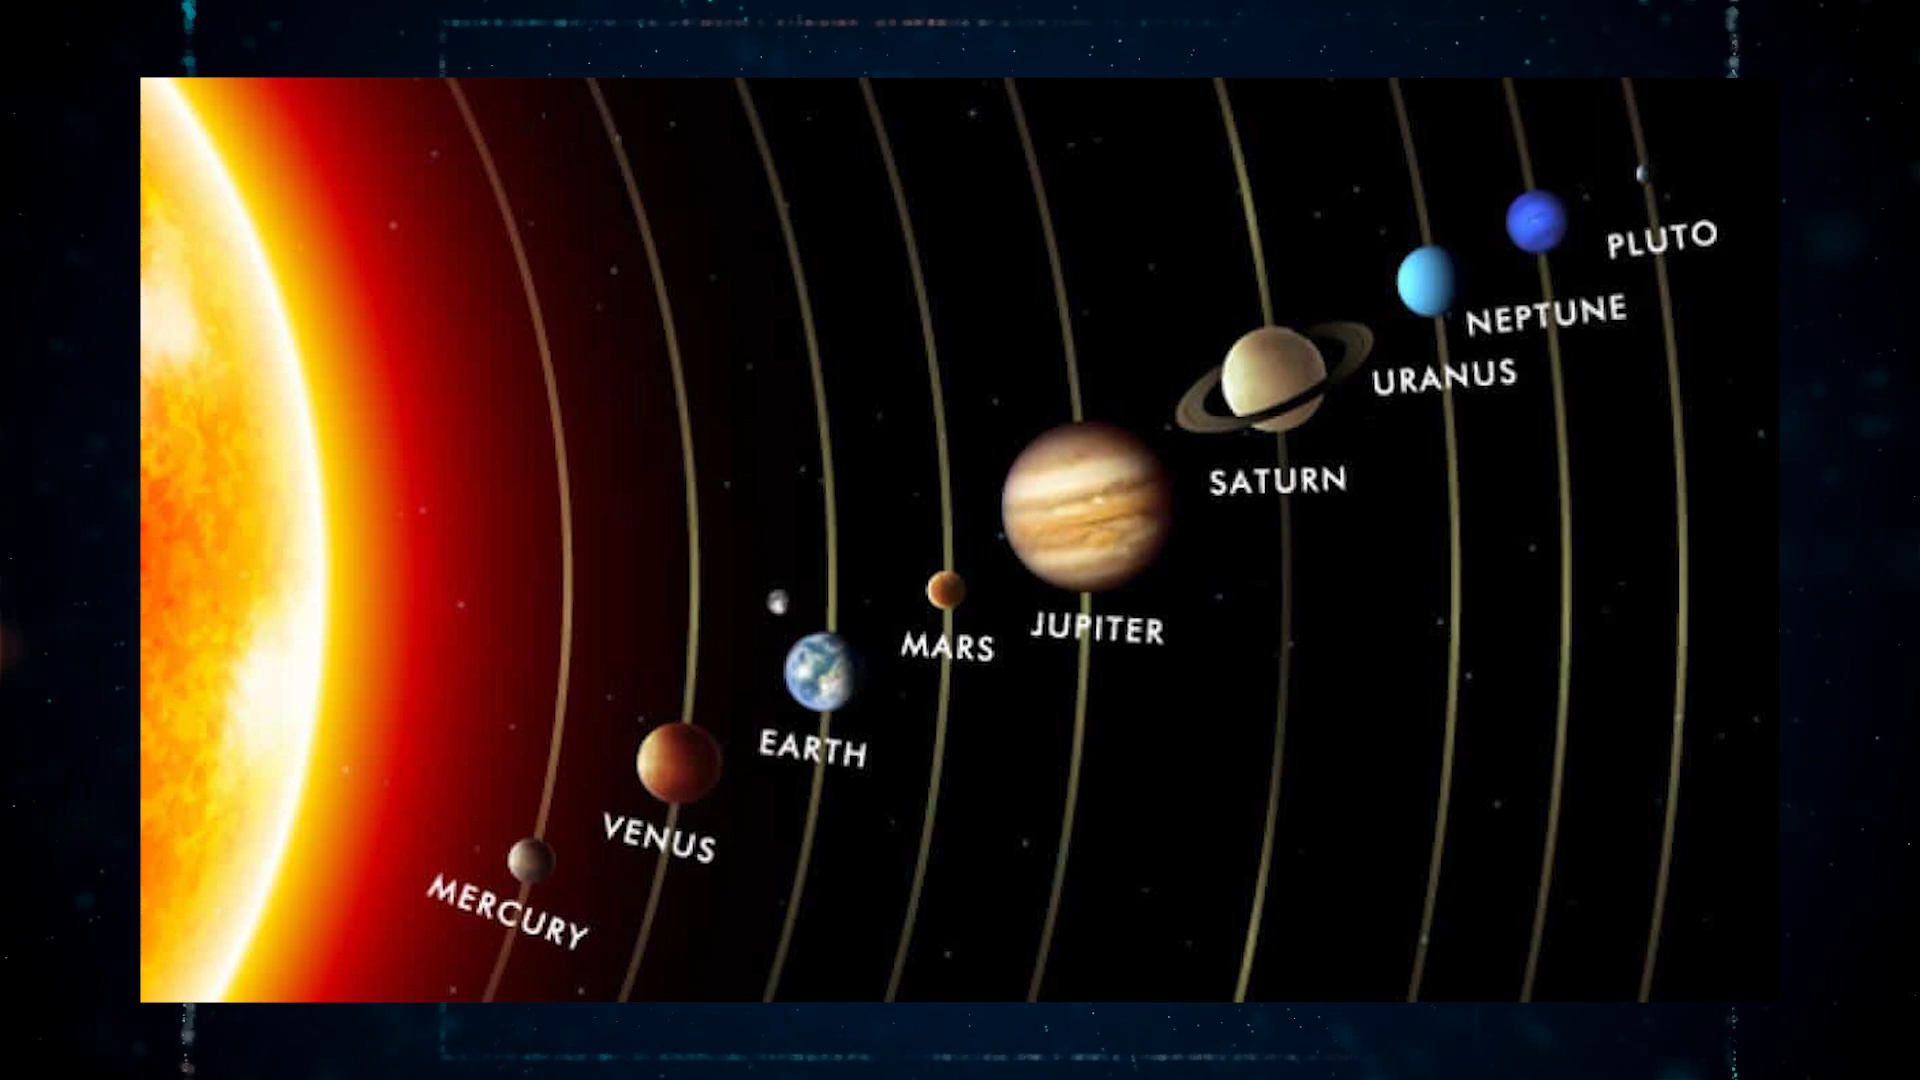 PLUTO
NEPTUNE
URANUS
SATURN
JUPITER
MARS
EARTH
VENUS
MERCURY